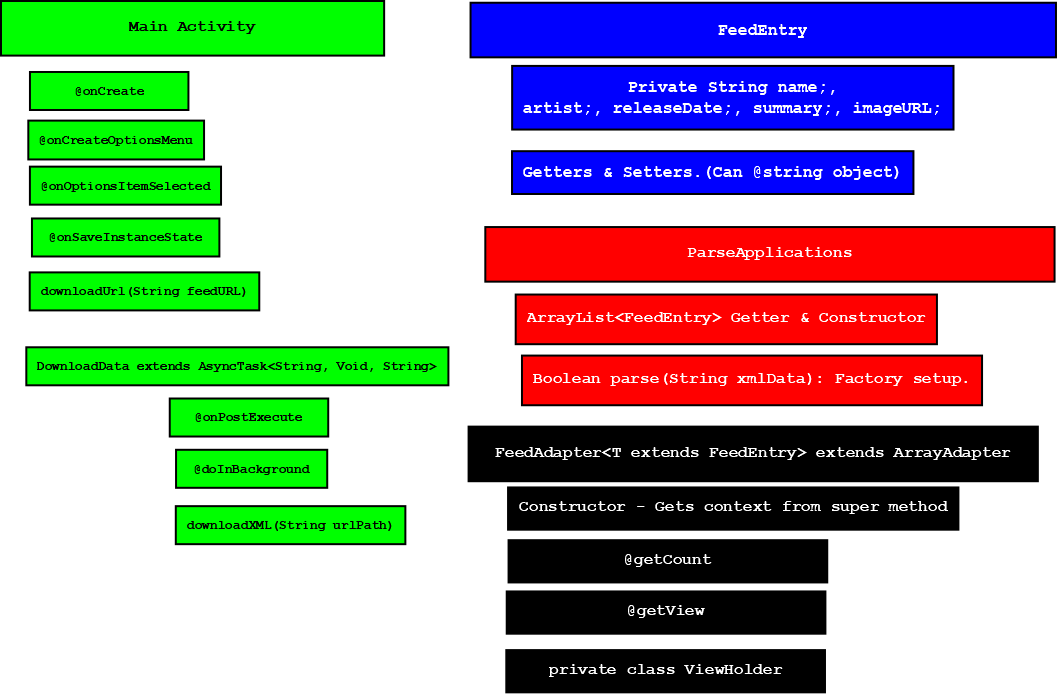 Main Activity
@onCreate
@onCreateOptionsMenu
@onOptionsItemSelected
@onSaveInstanceState
downloadUrl(String feedURL)
DownloadData extends AsyncTask<String, Void, String>
@onPostExecute
@doInBackground
downloadXML(String urlPath)
FeedEntry
Private String name;,
artist;, releaseDate;, summary;, imageURL;
Getters & Setters.(Can @string object)
ParseApplications
ArrayList<FeedEntry> Getter & Constructor
Boolean parse(String xmlData): Factory setup.
FeedAdapter<T extends FeedEntry> extends ArrayAdapter
Constructor - Gets context from super method
@getCount
@getView
private class ViewHolder